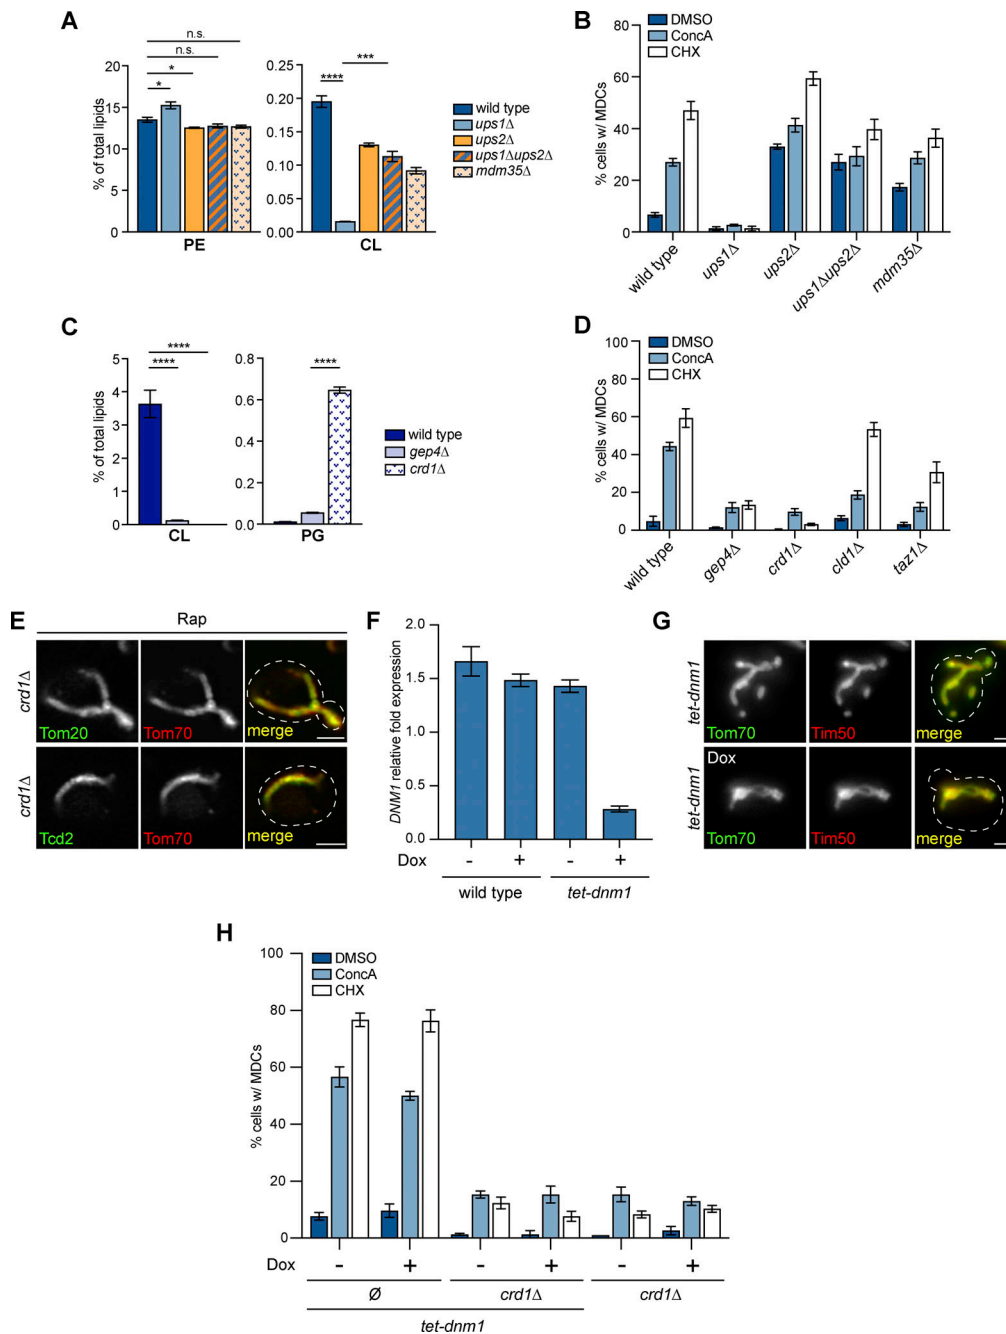 A
n.s.
n.s.
*
*
% of total lipids
20
15
10
5
0
PE
****
***
0.25
0.20
0.15
0.10
0.05
0.00
CL
wild type
ups1Δ
ups2Δ
ups1Δups2Δ
mdm35Δ
B
DMSO
ConcA
CHX
% cells w/ MDCs
80
60
40
20
0
wild type
ups1Δ
ups2Δ
ups1Δups2Δ
mdm35Δ
C
****
****
% of total lipids
5
4
3
2
1
0
CL
****
0.8
0.6
0.4
0.2
0.0
PG
wild type
gep4Δ
crd1Δ
D
DMSO
ConcA
CHX
% cells w/ MDCs
100
80
60
40
20
0
wild type
gep4Δ
crd1Δ
cld1Δ
taz1Δ
E
Rap
crd1Δ
Tom20
Tom70
merge
crd1Δ
Tcd2
Tom70
merge
F
DNM1 relative fold expression
2.0
1.5
1.0
0.5
0.0
Dox - + - +
wild type
tet-dnm1
G
tet-dnm1
Tom70
Tim50
merge
tet-dnm1
Dox
Tom70
Tim50
merge
H
DMSO
ConcA
CHX
% cells w/ MDCs
100
80
60
40
20
0
Dox - + - + - +
Ø crd1Δ crd1Δ
tet-dnm1